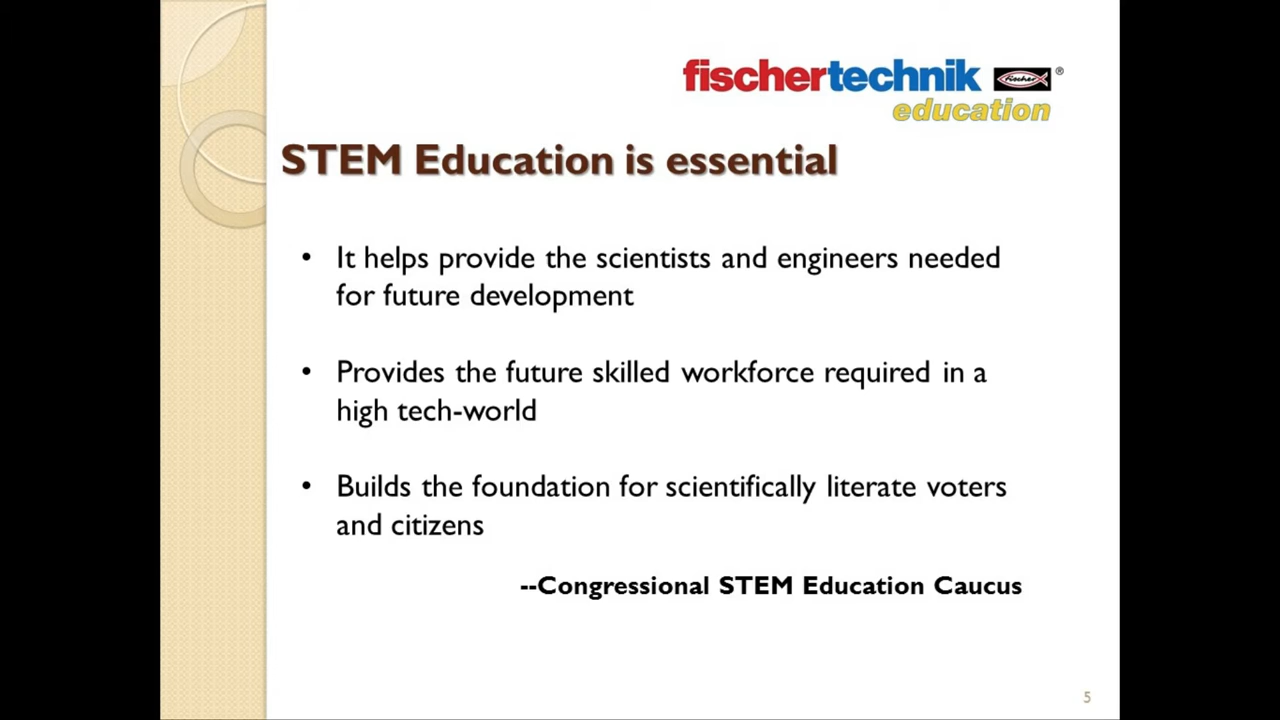 fischertechnik fischer ®
education
STEM Education is essential
• It helps provide the scientists and engineers needed
for future development
• Provides the future skilled workforce required in a
high tech-world
• Builds the foundation for scientifically literate voters
and citizens
--Congressional STEM Education Caucus
5